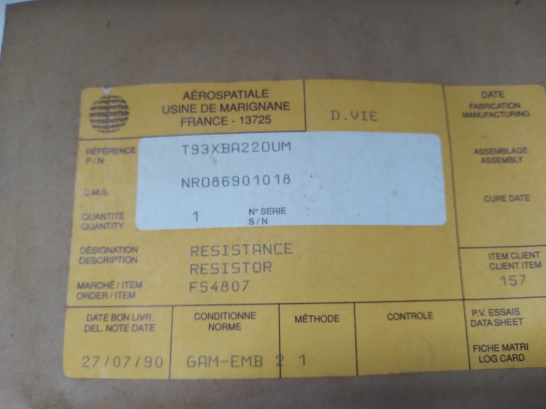 aerospatiale
AÉROSPATIALE
USINE DE MARIGNANE
FRANCE - 13725
D.VIE
DATE
FABRICATION
MANUFACTURING
RÉFÉRENCE
P/N
T93XBA220UM
ASSEMBLAGE
ASSEMBLY
D.M.S.
NR086901018
CURE DATE
QUANTITÉ
QUANTITY
1
N° SERIE
S/N
DÉSIGNATION
DESCRIPTION
RESISTANCE
RESISTOR
ITEM CLIENT
CLIENT ITEM
157
MARCHÉ / ITEM
ORDER / ITEM
F54807
DATE BON LIVR.
DEL. NOTE DATE
27/07/90
CONDITIONNE
NORME
GAM-EMB 2 1
MÉTHODE
CONTROLE
P.V. ESSAIS
DATA SHEET
FICHE MATRI
LOG CARD